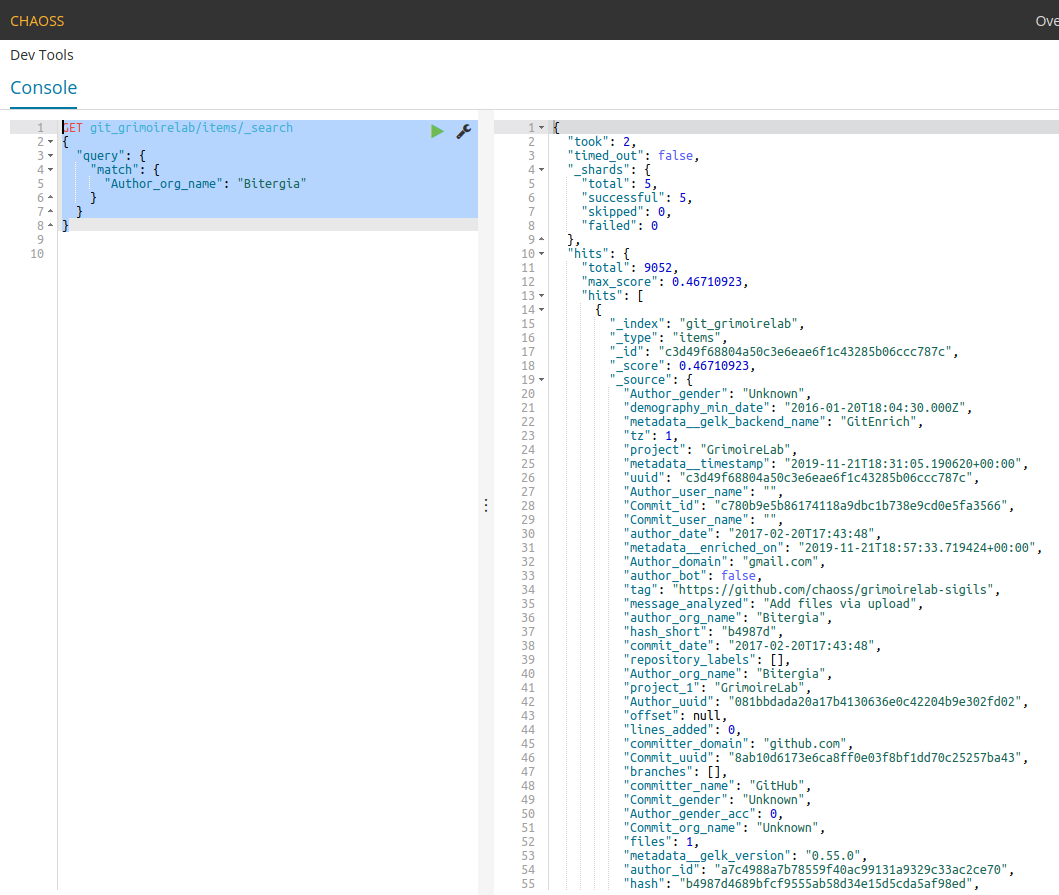 CHAOSS
Ove
Dev Tools
Console
1 GET git_grimoirelab/items/_search
2 {
3 "query": {
4 "match": {
5 "Author_org_name": "Bitergia"
6 }
7 }
8 }
9
10
1 {
2 "took": 2,
3 "timed_out": false,
4 "_shards": {
5 "total": 5,
6 "successful": 5,
7 "skipped": 0,
8 "failed": 0
9 },
10 "hits": {
11 "total": 9052,
12 "max_score": 0.46710923,
13 "hits": [
14 {
15 "_index": "git_grimoirelab",
16 "_type": "items",
17 "_id": "c3d49f68804a50c3e6eae6f1c43285b06ccc787c",
18 "_score": 0.46710923,
19 "_source": {
20 "Author_gender": "Unknown",
21 "demography_min_date": "2016-01-20T18:04:30.000Z",
22 "metadata__gelk_backend_name": "GitEnrich",
23 "tz": 1,
24 "project": "GrimoireLab",
25 "metadata__timestamp": "2019-11-21T18:31:05.190620+00:00",
26 "uuid": "c3d49f68804a50c3e6eae6f1c43285b06ccc787c",
27 "Author_user_name": "",
28 "Commit_id": "c780b9e5b86174118a9dbc1b738e9cd0e5fa3566",
29 "Commit_user_name": "",
30 "author_date": "2017-02-20T17:43:48",
31 "metadata__enriched_on": "2019-11-21T18:57:33.719424+00:00",
32 "Author_domain": "gmail.com",
33 "author_bot": false,
34 "tag": "https://github.com/chaoss/grimoirelab-sigils",
35 "message_analyzed": "Add files via upload",
36 "author_org_name": "Bitergia",
37 "hash_short": "b4987d",
38 "commit_date": "2017-02-20T17:43:48",
39 "repository_labels": [],
40 "Author_org_name": "Bitergia",
41 "project_1": "GrimoireLab",
42 "Author_uuid": "081bbdada20a17b4130636e0c42204b9e302fd02",
43 "offset": null,
44 "lines_added": 0,
45 "committer_domain": "github.com",
46 "Commit_uuid": "8ab10d6173e6ca8ff0e03f8bf1dd70c25257ba43",
47 "branches": [],
48 "committer_name": "GitHub",
49 "Commit_gender": "Unknown",
50 "Author_gender_acc": 0,
51 "Commit_org_name": "Unknown",
52 "files": 1,
53 "metadata__gelk_version": "0.55.0",
54 "author_id": "a7c4988a7b78559f40ac99131a9329c33ac2ce70",
55 "hash": "b4987d4689bfcf9555ab58d34e15d5cda5af98ed",